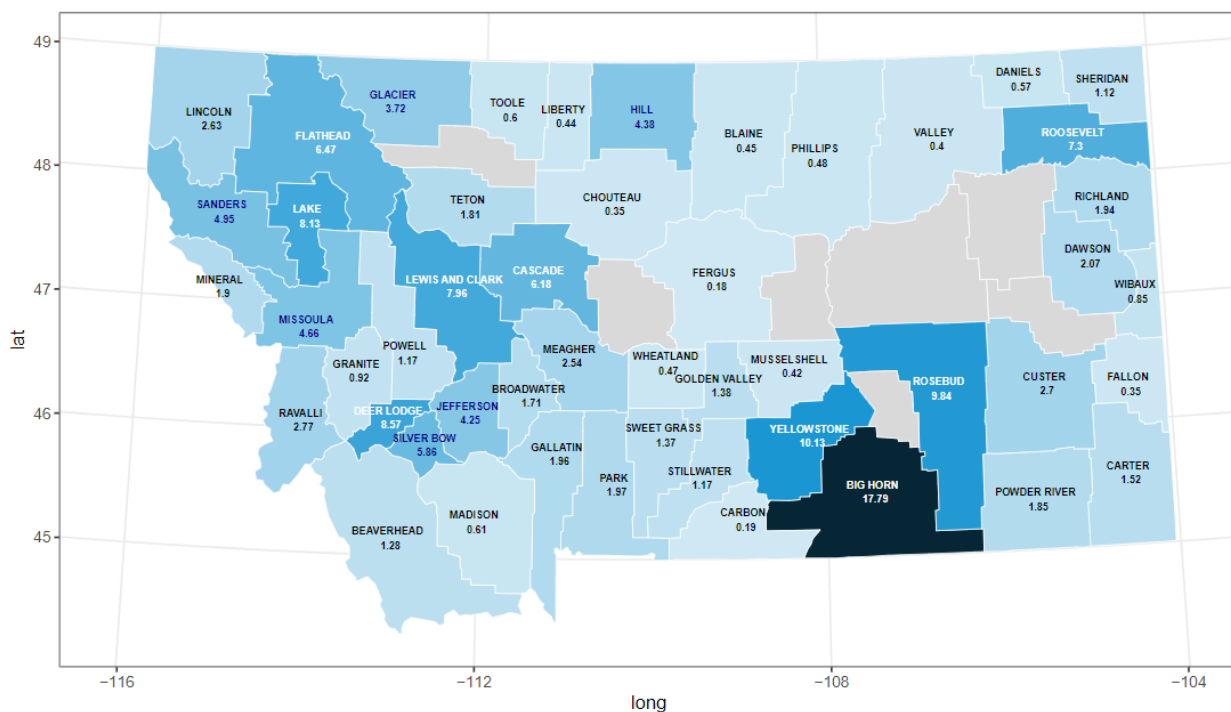 49
48
47
46
45
lat
LINCOLN
2.63
FLATHEAD
6.47
GLACIER
3.72
TOOLE
0.6
LIBERTY
0.44
HILL
4.38
BLAINE
0.45
PHILLIPS
0.48
VALLEY
0.4
DANIELS
0.57
SHERIDAN
1.12
ROOSEVELT
7.3
SANDERS
4.95
LAKE
8.13
TETON
1.81
CHOUTEAU
0.35
RICHLAND
1.94
MINERAL
1.9
LEWIS AND CLARK
7.96
CASCADE
6.18
FERGUS
0.18
DAWSON
2.07
WIBAUX
0.85
MISSOULA
4.66
GRANITE
0.92
POWELL
1.17
MEAGHER
2.54
WHEATLAND
0.47
GOLDEN VALLEY
1.38
MUSSELSHELL
0.42
ROSEBUD
9.84
CUSTER
2.7
FALLON
0.35
RAVALLI
2.77
DEER LODGE
8.57
JEFFERSON
4.25
BROADWATER
1.71
SILVER BOW
5.86
GALLATIN
1.96
SWEET GRASS
1.37
YELLOWSTONE
10.13
PARK
1.97
STILLWATER
1.17
BIG HORN
17.79
POWDER RIVER
1.85
CARTER
1.52
BEAVERHEAD
1.28
MADISON
0.61
CARBON
0.19
−116
−112
−108
−104
long